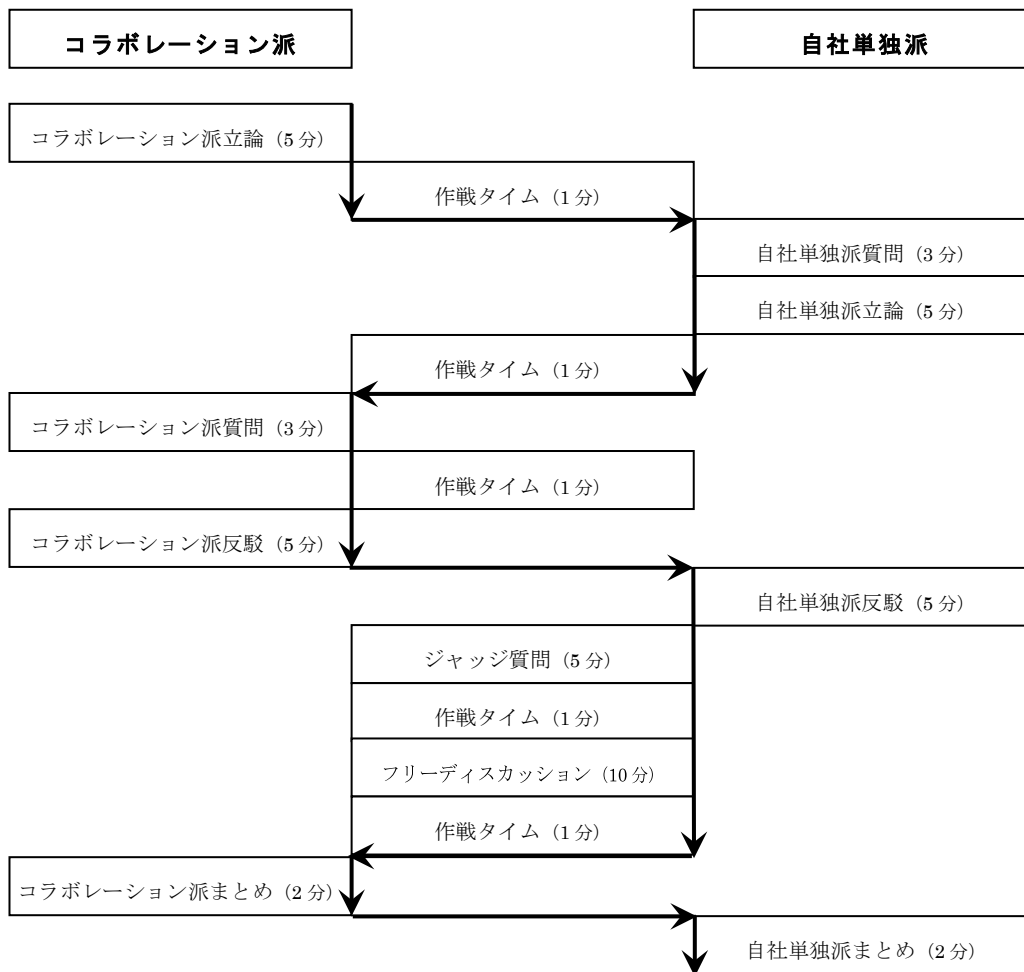 コラボレーション派
自社単独派
コラボレーション派立論（5分）
作戦タイム（1分）
自社単独派質問（3分）
自社単独派立論（5分）
作戦タイム（1分）
コラボレーション派質問（3分）
作戦タイム（1分）
コラボレーション派反駁（5分）
自社単独派反駁（5分）
ジャッジ質問（5分）
作戦タイム（1分）
フリーディスカッション（10分）
作戦タイム（1分）
コラボレーション派まとめ（2分）
自社単独派まとめ（2分）